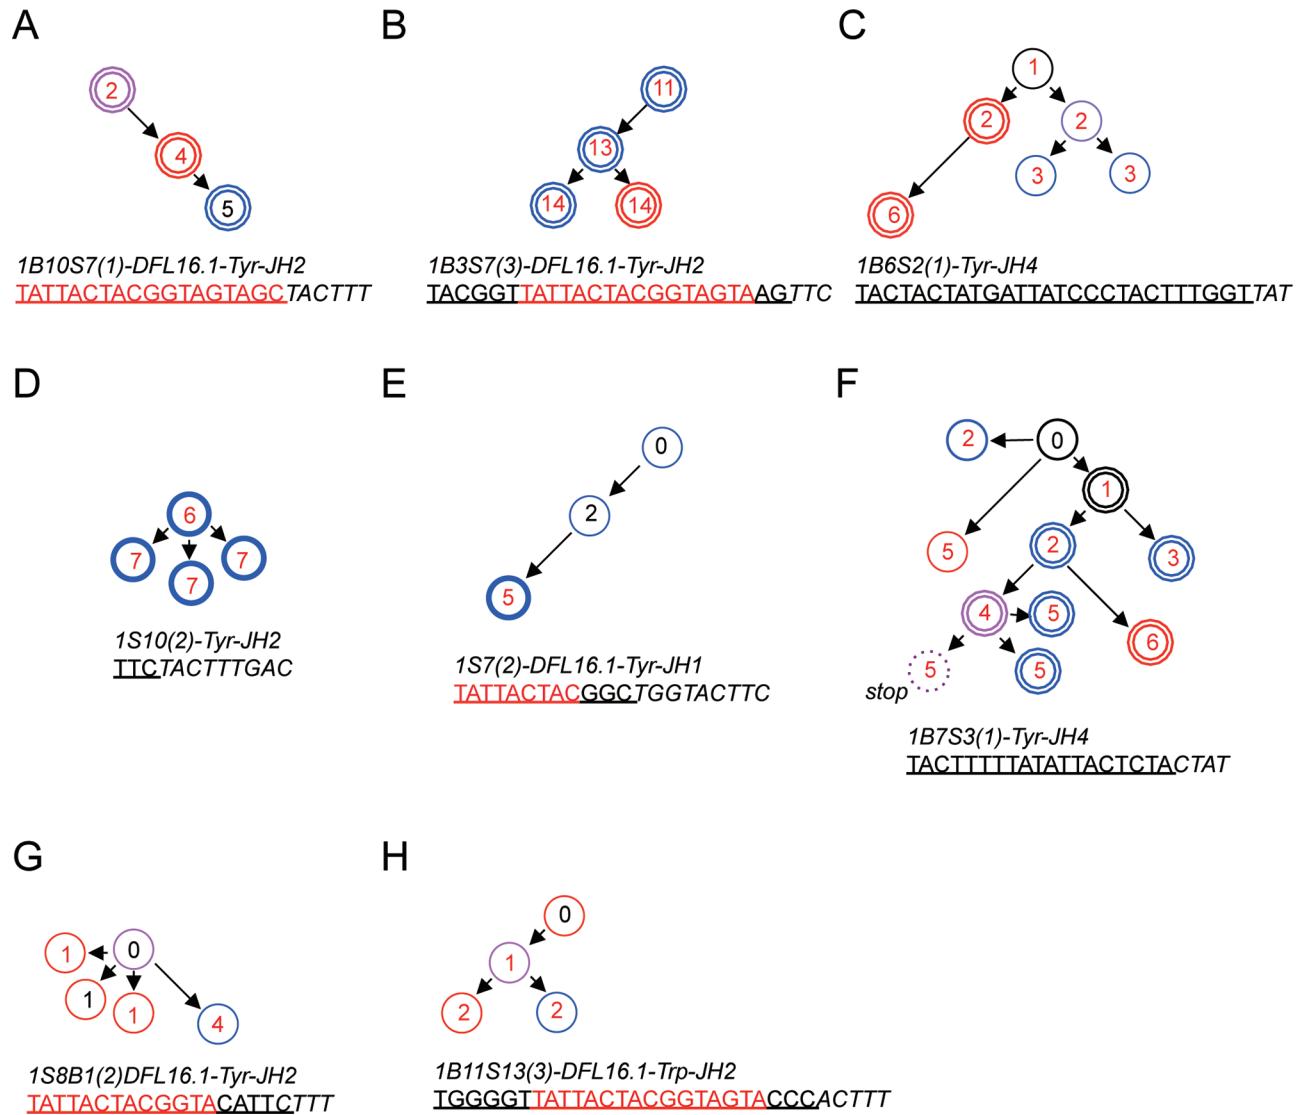 A
B
C
2
4
5
11
13
14
14
1
2
2
3
3
6
1B10S7(1)-DFL16.1-Tyr-JH2
TATTACTACGGTAGTAGCTACTTT
1B3S7(3)-DFL16.1-Tyr-JH2
TACGGTTATTACTACGGTAGTAAGTTC
1B6S2(1)-Tyr-JH4
TACTACTATGATTATCCCTACTTTGGTTAT
D
E
F
6
7
7
7
1S10(2)-Tyr-JH2
TTCTACTTTGAC
0
2
5
1S7(2)-DFL16.1-Tyr-JH1
TATTACTACGGCTGGTACTTC
2
0
1
5
2
3
4
5
6
5
5
stop
1B7S3(1)-Tyr-JH4
TACTTTTTATATTACTCTACTAT
G
H
1
0
1
1
4
1S8B1(2)DFL16.1-Tyr-JH2
TATTACTACGGTACATTCTTT
0
1
2
2
1B11S13(3)-DFL16.1-Trp-JH2
TGGGGTTATTACTACGGTAGTACCCACTTT